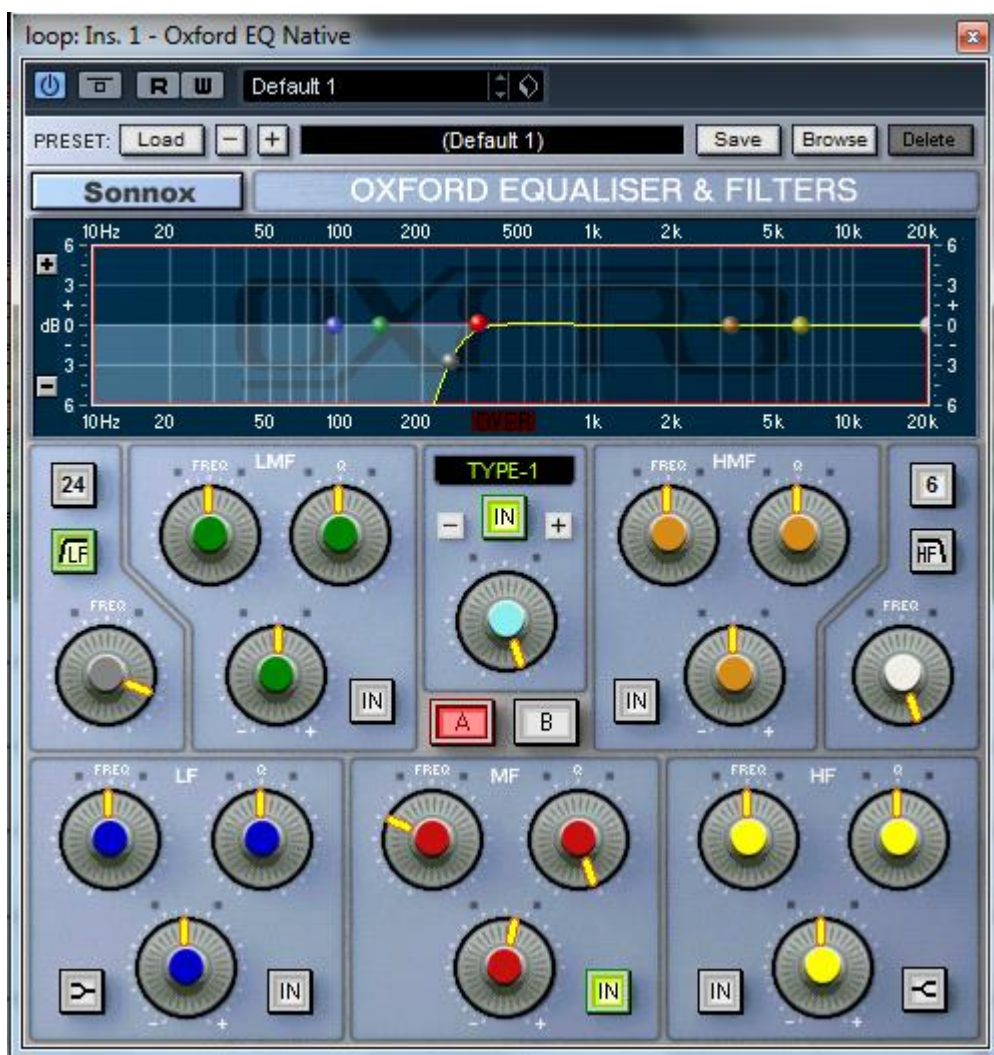 loop: Ins. 1 - Oxford EQ Native
R W Default 1
PRESET: Load - + (Default 1) Save Browse Delete
Sonnox OXFORD EQUALISER & FILTERS
10Hz 20 50 100 200 500 1k 2k 5k 10k 20k
6 6
+
3 3
+ +
dB 0 0
- -
3 3
-
6 6
10Hz 20 50 100 200 OVER 1k 2k 5k 10k 20k
OXFR3
24 FREQ LMF Q TYPE-1 FREQ HMF Q 6
LF - IN + HF
FREQ FREQ
IN IN
- + A B - +
FREQ LF Q FREQ MF Q FREQ HF Q
IN IN IN
- + - + - +